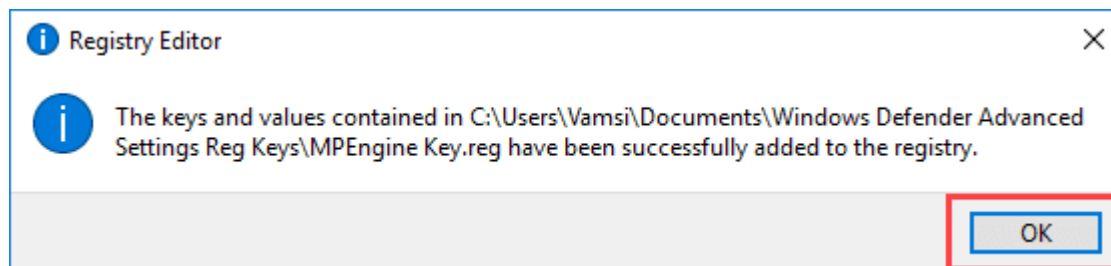 Registry Editor
The keys and values contained in C:\Users\Vamsi\Documents\Windows Defender Advanced
Settings Reg Keys\MPEngine Key.reg have been successfully added to the registry.
OK